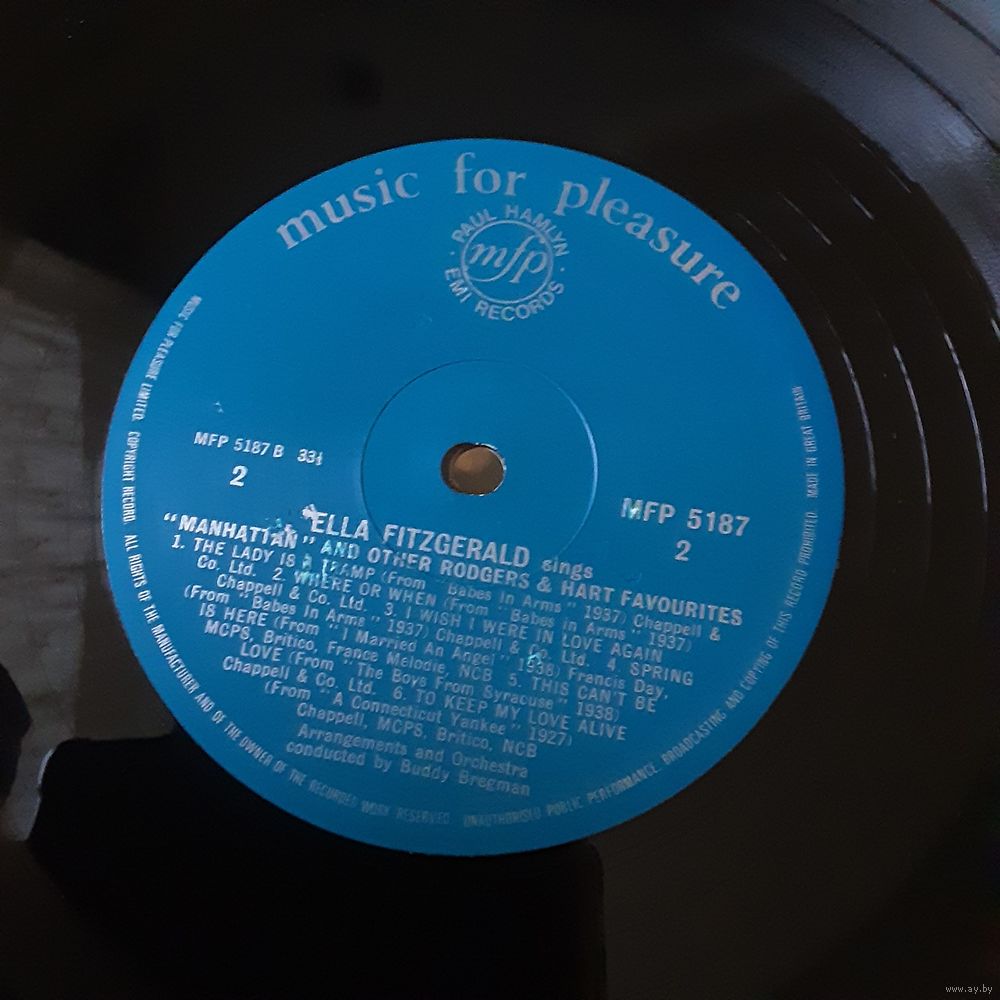 music for pleasure
PAUL HAMLYN
mfp
EMI RECORDS
MFP 5187 B 33⅓
2
MFP 5187
2
ELLA FITZGERALD sings
"MANHATTAN" AND OTHER RODGERS & HART FAVOURITES
1. THE LADY IS A TRAMP (From "Babes in Arms" 1937) Chappell &
Co. Ltd. 2. WHERE OR WHEN (From "Babes in Arms" 1937)
Chappell & Co. Ltd. 3. I WISH I WERE IN LOVE AGAIN
(From "Babes In Arms" 1937) Chappell & Co. Ltd. 4. SPRING
IS HERE (From "I Married An Angel" 1938) Francis Day,
MCPS, Britico, France Melodie, NCB 5. THIS CAN'T BE
LOVE (From "The Boys From Syracuse" 1938)
Chappell & Co. Ltd. 6. TO KEEP MY LOVE ALIVE
(From "A Connecticut Yankee" 1927)
Chappell, MCPS, Britico, NCB
Arrangements and Orchestra
conducted by Buddy Bregman
MUSIC FOR PLEASURE LIMITED. COPYRIGHT RECORD. ALL RIGHTS OF THE MANUFACTURER AND OF THE OWNER OF THE RECORDED WORK RESERVED. UNAUTHORISED PUBLIC PERFORMANCE, BROADCASTING AND COPYING OF THIS RECORD PROHIBITED. MADE IN GREAT BRITAIN
www.ay.by